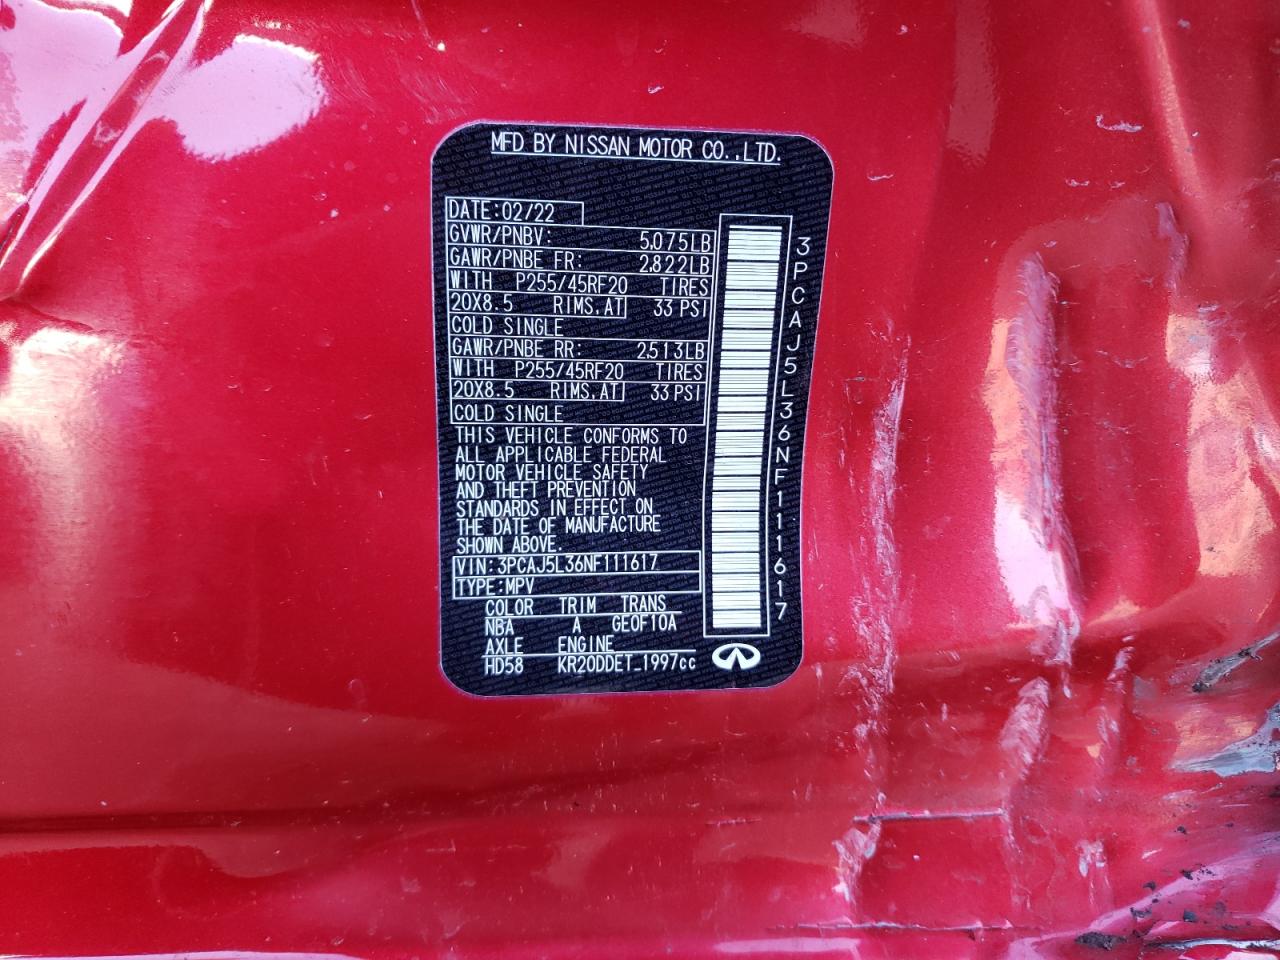 MFD BY NISSAN MOTOR CO.,LTD.
DATE:02/22
GVWR/PNBV: 5,075LB
GAWR/PNBE FR: 2,822LB
WITH P255/45RF20 TIRES
20X8.5 RIMS.AT 33 PSI
COLD SINGLE
GAWR/PNBE RR: 2,513LB
WITH P255/45RF20 TIRES
20X8.5 RIMS.AT 33 PSI
COLD SINGLE
THIS VEHICLE CONFORMS TO
ALL APPLICABLE FEDERAL
MOTOR VEHICLE SAFETY
AND THEFT PREVENTION
STANDARDS IN EFFECT ON
THE DATE OF MANUFACTURE
SHOWN ABOVE.
VIN:3PCAJ5L36NF111617
TYPE:MPV
COLOR TRIM TRANS
NBA A GE0F10A
AXLE ENGINE
HD58 KR20DDET_1997cc
3PCAJ5L36NF111617